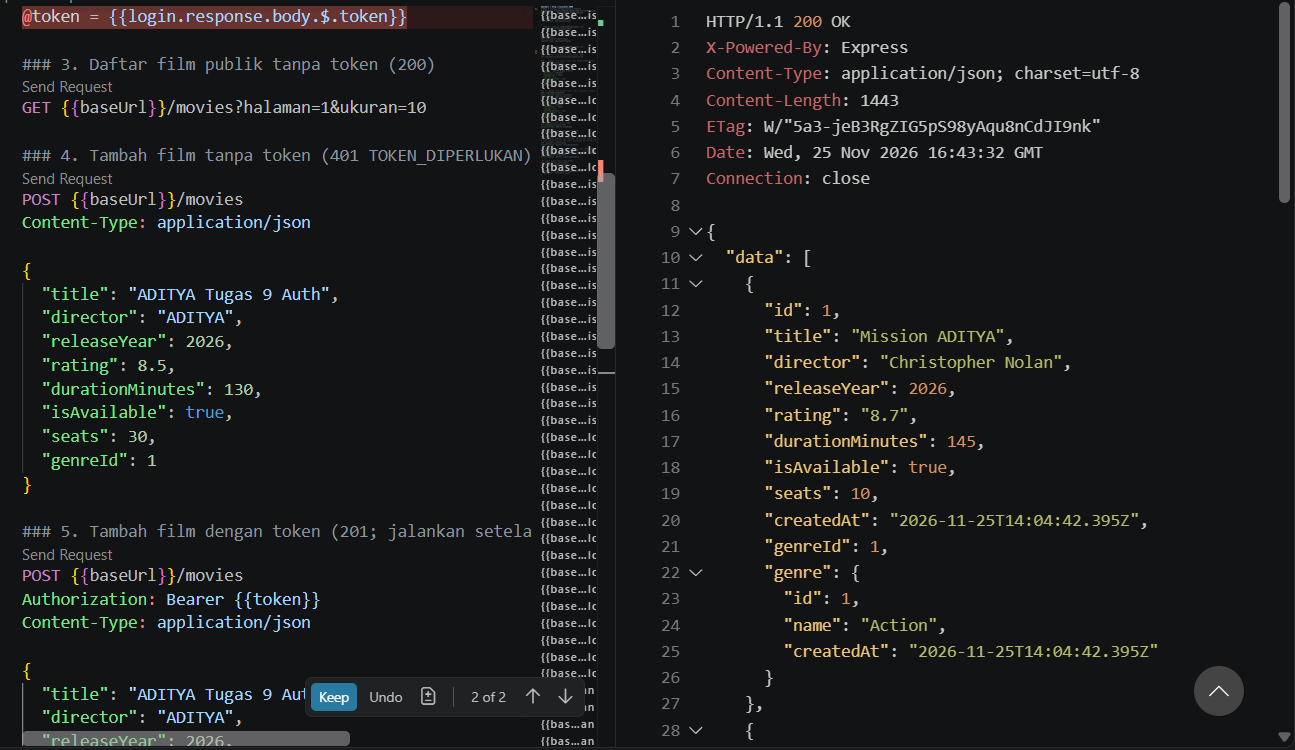 @token = {{login.response.body.$.token}}
### 3. Daftar film publik tanpa token (200)
Send Request
GET {{baseUrl}}/movies?halaman=1&ukuran=10
### 4. Tambah film tanpa token (401 TOKEN_DIPERLUKAN)
Send Request
POST {{baseUrl}}/movies
Content-Type: application/json
{
"title": "ADITYA Tugas 9 Auth",
"director": "ADITYA",
"releaseYear": 2026,
"rating": 8.5,
"durationMinutes": 130,
"isAvailable": true,
"seats": 30,
"genreId": 1
}
### 5. Tambah film dengan token (201; jalankan setela
Send Request
POST {{baseUrl}}/movies
Authorization: Bearer {{token}}
Content-Type: application/json
{
"title": "ADITYA Tugas 9 Aut
"director": "ADITYA",
"releaseYear": 2026,
Keep Undo 2 of 2
1 HTTP/1.1 200 OK
2 X-Powered-By: Express
3 Content-Type: application/json; charset=utf-8
4 Content-Length: 1443
5 ETag: W/"5a3-jeB3RgZIG5pS98yAqu8nCdJI9nk"
6 Date: Wed, 25 Nov 2026 16:43:32 GMT
7 Connection: close
8
9 {
10 "data": [
11 {
12 "id": 1,
13 "title": "Mission ADITYA",
14 "director": "Christopher Nolan",
15 "releaseYear": 2026,
16 "rating": "8.7",
17 "durationMinutes": 145,
18 "isAvailable": true,
19 "seats": 10,
20 "createdAt": "2026-11-25T14:04:42.395Z",
21 "genreId": 1,
22 "genre": {
23 "id": 1,
24 "name": "Action",
25 "createdAt": "2026-11-25T14:04:42.395Z"
26 }
27 },
28 {